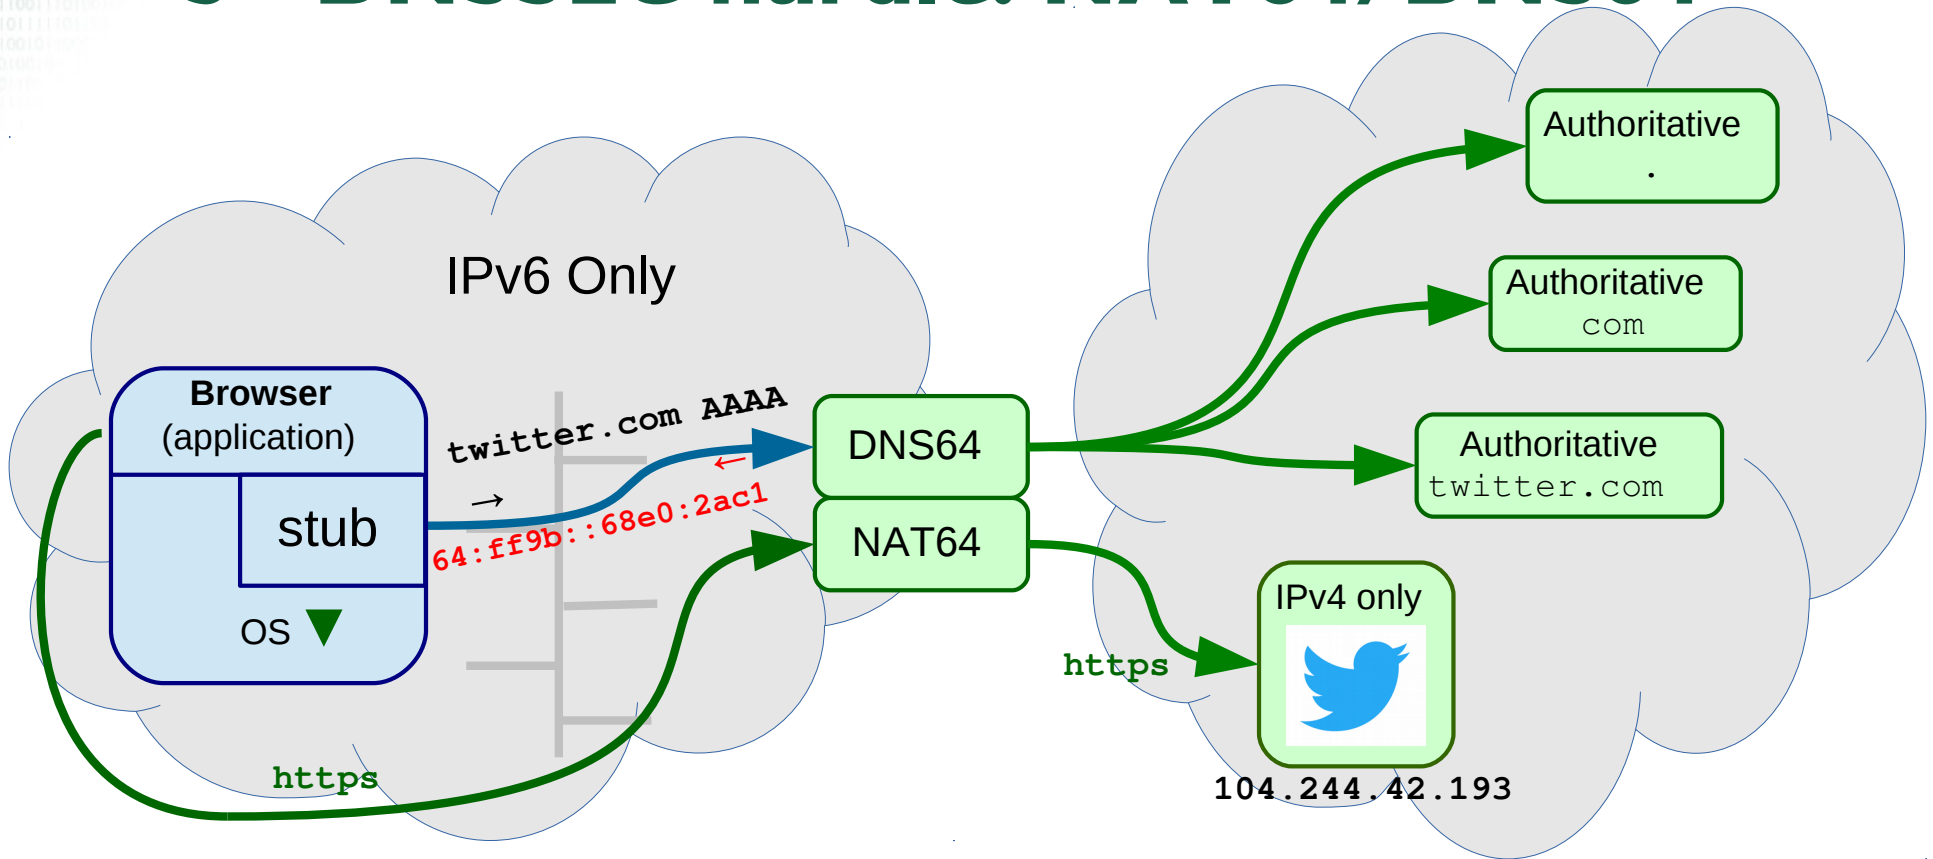 IPv6 Only
Browser
(application)
stub
OS
twitter.com AAAA
→
←
64:ff9b::68e0:2ac1
DNS64
NAT64
https
https
Authoritative
.
Authoritative
com
Authoritative
twitter.com
IPv4 only
104.244.42.193